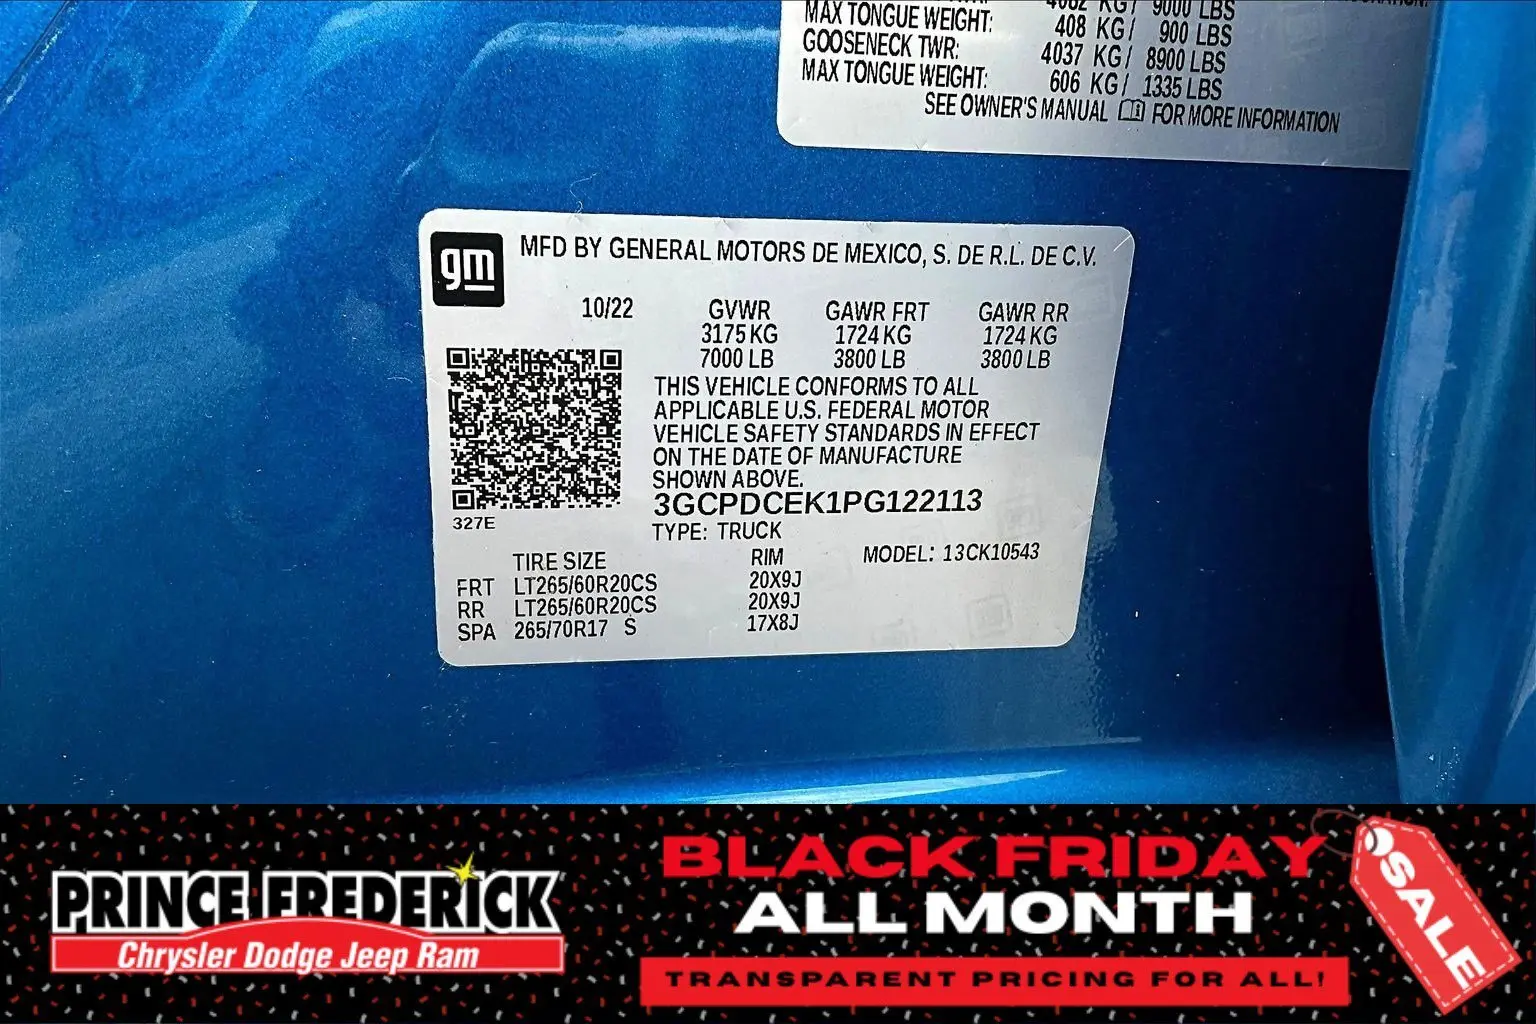 4082 KG/ 9000 LBS
MAX TONGUE WEIGHT: 408 KG/ 900 LBS
GOOSENECK TWR: 4037 KG/ 8900 LBS
MAX TONGUE WEIGHT: 606 KG/ 1335 LBS
SEE OWNER'S MANUAL FOR MORE INFORMATION
gm MFD BY GENERAL MOTORS DE MEXICO, S. DE R.L. DE C.V.
10/22 GVWR GAWR FRT GAWR RR
3175 KG 1724 KG 1724 KG
7000 LB 3800 LB 3800 LB
THIS VEHICLE CONFORMS TO ALL
APPLICABLE U.S. FEDERAL MOTOR
VEHICLE SAFETY STANDARDS IN EFFECT
ON THE DATE OF MANUFACTURE
SHOWN ABOVE.
3GCPDCEK1PG122113
327E
TYPE: TRUCK
TIRE SIZE RIM MODEL: 13CK10543
FRT LT265/60R20CS 20X9J
RR LT265/60R20CS 20X9J
SPA 265/70R17 S 17X8J
PRINCE FREDERICK
Chrysler Dodge Jeep Ram
BLACK FRIDAY
ALL MONTH
TRANSPARENT PRICING FOR ALL!
SALE